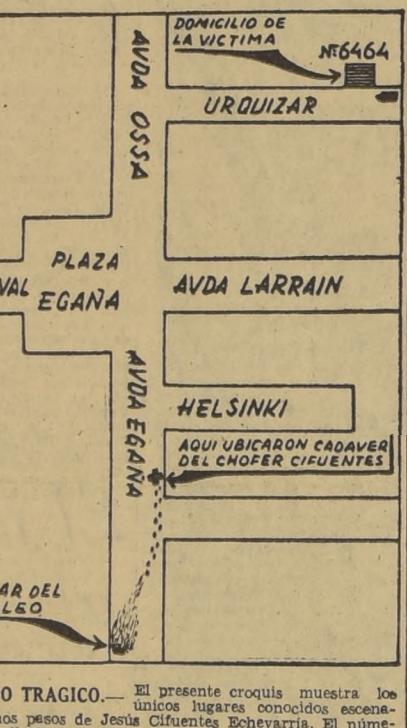 DOMICILIO DE
LA VICTIMA
Nº6464
AVDA OSSA
URQUIZAR
PLAZA
EGAÑA
VAL
AVDA LARRAIN
AVDA EGAÑA
HELSINKI
AQUI UBICARON CADAVER
DEL CHOFER CIFUENTES
AR DEL
LEO
O TRAGICO.— El presente croquis muestra los
únicos lugares conocidos escena-
nos pasos de Jesús Cifuentes Echevarría. El núme-